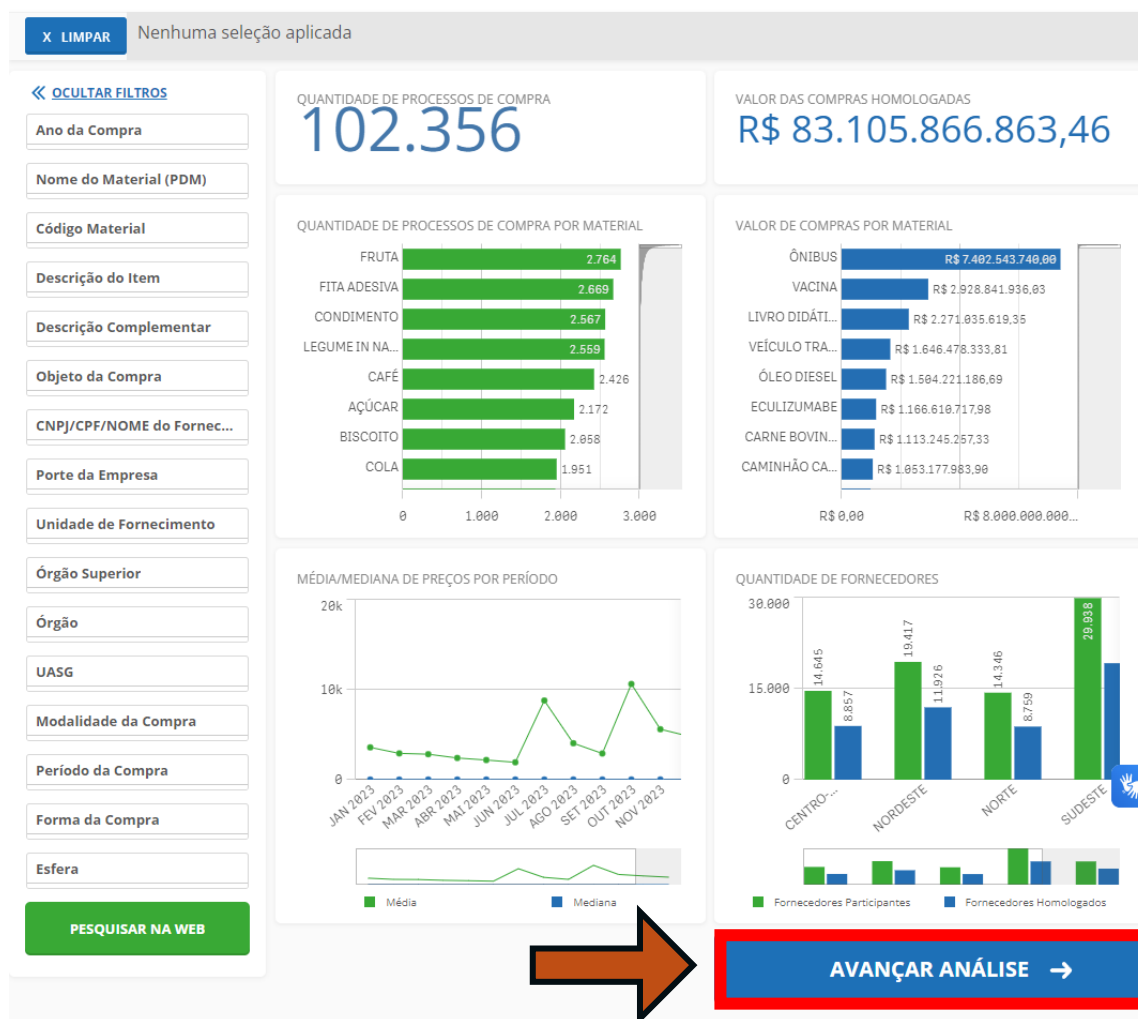 X LIMPAR
Nenhuma seleção aplicada
OCULTAR FILTROS
Ano da Compra
Nome do Material (PDM)
Código Material
Descrição do Item
Descrição Complementar
Objeto da Compra
CNPJ/CPF/NOME do Fornec...
Porte da Empresa
Unidade de Fornecimento
Órgão Superior
Órgão
UASG
Modalidade da Compra
Período da Compra
Forma da Compra
Esfera
PESQUISAR NA WEB
QUANTIDADE DE PROCESSOS DE COMPRA
102.356
VALOR DAS COMPRAS HOMOLOGADAS
R$ 83.105.866.863,46
QUANTIDADE DE PROCESSOS DE COMPRA POR MATERIAL
FRUTA 2.764
FITA ADESIVA 2.669
CONDIMENTO 2.567
LEGUME IN NA... 2.559
CAFÉ 2.426
AÇÚCAR 2.172
BISCOITO 2.058
COLA 1.951
0 1.000 2.000 3.000
VALOR DE COMPRAS POR MATERIAL
ÔNIBUS R$ 7.402.543.740,00
VACINA R$ 2.928.841.936,03
LIVRO DIDÁTI... R$ 2.271.035.619,35
VEÍCULO TRA... R$ 1.646.478.333,81
ÓLEO DIESEL R$ 1.504.221.186,69
ECULIZUMABE R$ 1.166.610.717,98
CARNE BOVIN... R$ 1.113.245.257,33
CAMINHÃO CA... R$ 1.053.177.983,90
R$ 0,00 R$ 8.000.000.000...
MÉDIA/MEDIANA DE PREÇOS POR PERÍODO
20k
10k
0
JAN 2023 FEV 2023 MAR 2023 ABR 2023 MAI 2023 JUN 2023 JUL 2023 AGO 2023 SET 2023 OUT 2023 NOV 2023
Média Mediana
QUANTIDADE DE FORNECEDORES
30.000
15.000
0
14.645 8.857 19.417 11.926 14.346 8.759 29.938
CENTRO-... NORDESTE NORTE SUDESTE
Fornecedores Participantes Fornecedores Homologados
AVANÇAR ANÁLISE →